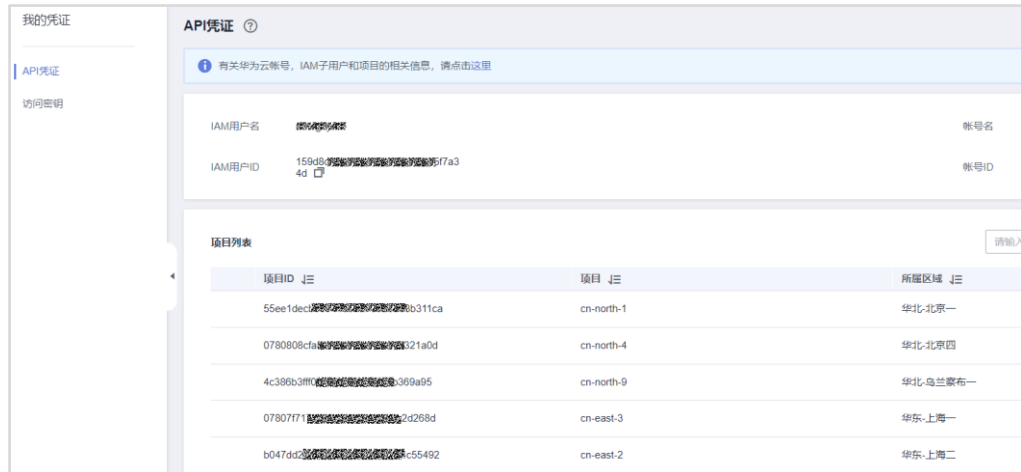 我的凭证
API凭证
访问密钥
API凭证
有关华为云帐号，IAM子用户和项目的相关信息，请点击这里
IAM用户名
帐号名
IAM用户ID 159d8 5f7a3
4d
帐号ID
项目列表
请输入
项目ID 项目 所属区域
55ee1dec b311ca cn-north-1 华北-北京一
0780808cfa 321a0d cn-north-4 华北-北京四
4c386b3fff0 b369a95 cn-north-9 华北-乌兰察布一
07807f71 2d268d cn-east-3 华东-上海一
b047dd2 c55492 cn-east-2 华东-上海二